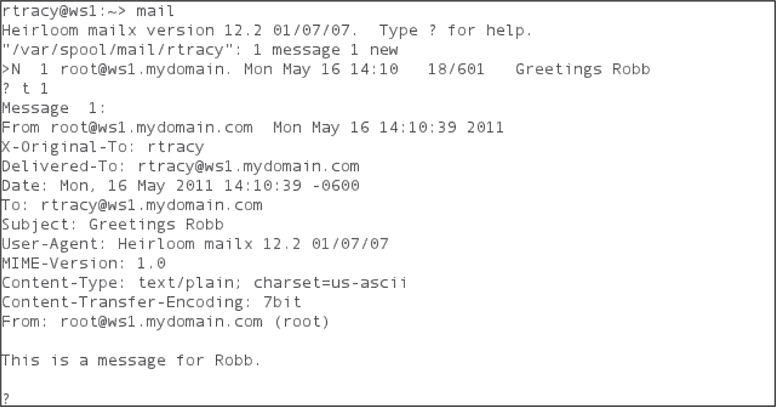 rtracy@ws1:~> mail
Heirloom mailx version 12.2 01/07/07.  Type ? for help.
"/var/spool/mail/rtracy": 1 message 1 new
>N  1 root@ws1.mydomain. Mon May 16 14:10   18/601   Greetings Robb
? t 1
Message  1:
From root@ws1.mydomain.com  Mon May 16 14:10:39 2011
X-Original-To: rtracy
Delivered-To: rtracy@ws1.mydomain.com
Date: Mon, 16 May 2011 14:10:39 -0600
To: rtracy@ws1.mydomain.com
Subject: Greetings Robb
User-Agent: Heirloom mailx 12.2 01/07/07
MIME-Version: 1.0
Content-Type: text/plain; charset=us-ascii
Content-Transfer-Encoding: 7bit
From: root@ws1.mydomain.com (root)

This is a message for Robb.

?